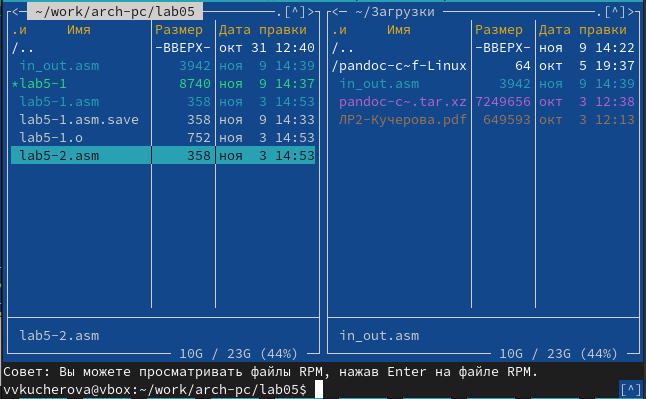 <─ ~/work/arch-pc/lab05 ─.[^]>
.и Имя Размер Дата правки
/.. -ВВЕРХ- окт 31 12:40
in_out.asm 3942 ноя 9 14:39
*lab5-1 8740 ноя 9 14:37
lab5-1.asm 358 ноя 3 14:53
lab5-1.asm.save 358 ноя 9 14:33
lab5-1.o 752 ноя 3 14:53
lab5-2.asm 358 ноя 3 14:53
lab5-2.asm
10G / 23G (44%)
<─ ~/Загрузки ─.[^]>
.и Имя Размер Дата правки
/.. -ВВЕРХ- ноя 9 14:22
/pandoc-c~f-Linux 64 окт 5 19:37
in_out.asm 3942 ноя 9 14:39
pandoc-c~.tar.xz 7249656 окт 3 12:38
ЛР2-Кучерова.pdf 649593 окт 3 12:13
in_out.asm
10G / 23G (44%)
Совет: Вы можете просматривать файлы RPM, нажав Enter на файле RPM.
vvkucherova@vbox:~/work/arch-pc/lab05$ [^]